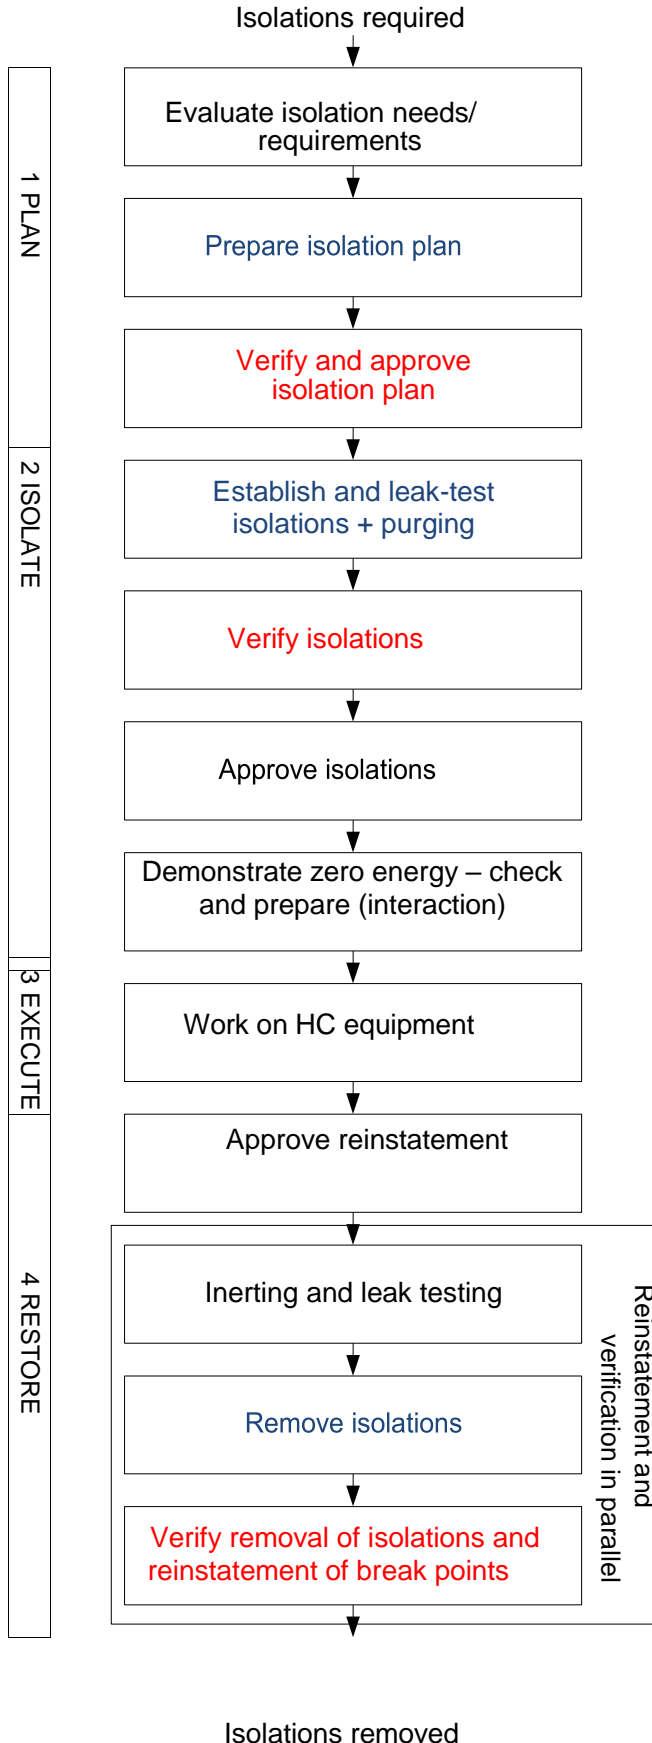 Isolations required
1 PLAN
Evaluate isolation needs/
requirements
Prepare isolation plan
Verify and approve
isolation plan
2 ISOLATE
Establish and leak-test
isolations + purging
Verify isolations
Approve isolations
Demonstrate zero energy – check
and prepare (interaction)
3 EXECUTE
Work on HC equipment
4 RESTORE
Approve reinstatement
Reinstatement and
verification in parallel
Inerting and leak testing
Remove isolations
Verify removal of isolations and
reinstatement of break points
Isolations removed